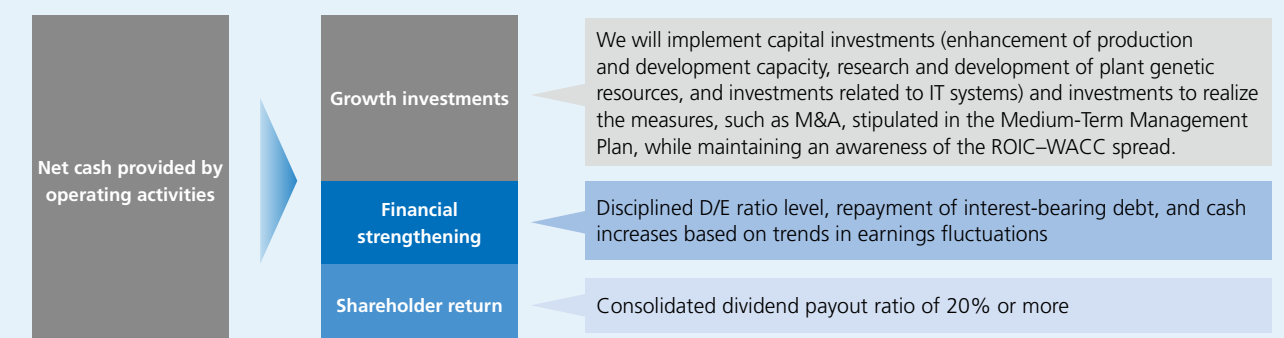 Net cash provided by
operating activities
Growth investments
We will implement capital investments (enhancement of production
and development capacity, research and development of plant genetic
resources, and investments related to IT systems) and investments to realize
the measures, such as M&A, stipulated in the Medium-Term Management
Plan, while maintaining an awareness of the ROIC–WACC spread.
Financial
strengthening
Disciplined D/E ratio level, repayment of interest-bearing debt, and cash
increases based on trends in earnings fluctuations
Shareholder return
Consolidated dividend payout ratio of 20% or more